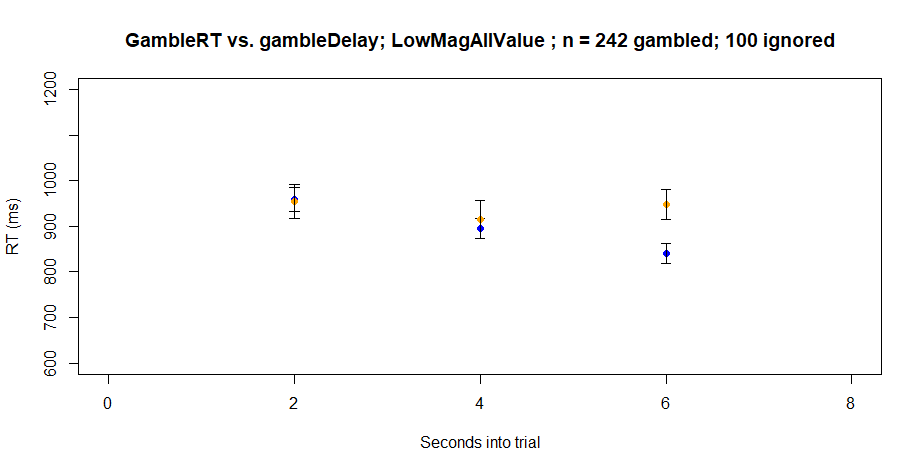 GambleRT vs. gambleDelay; LowMagAllValue ; n = 242 gambled; 100 ignored
RT (ms)
1200
1000
900
800
700
600
0 2 4 6 8
Seconds into trial